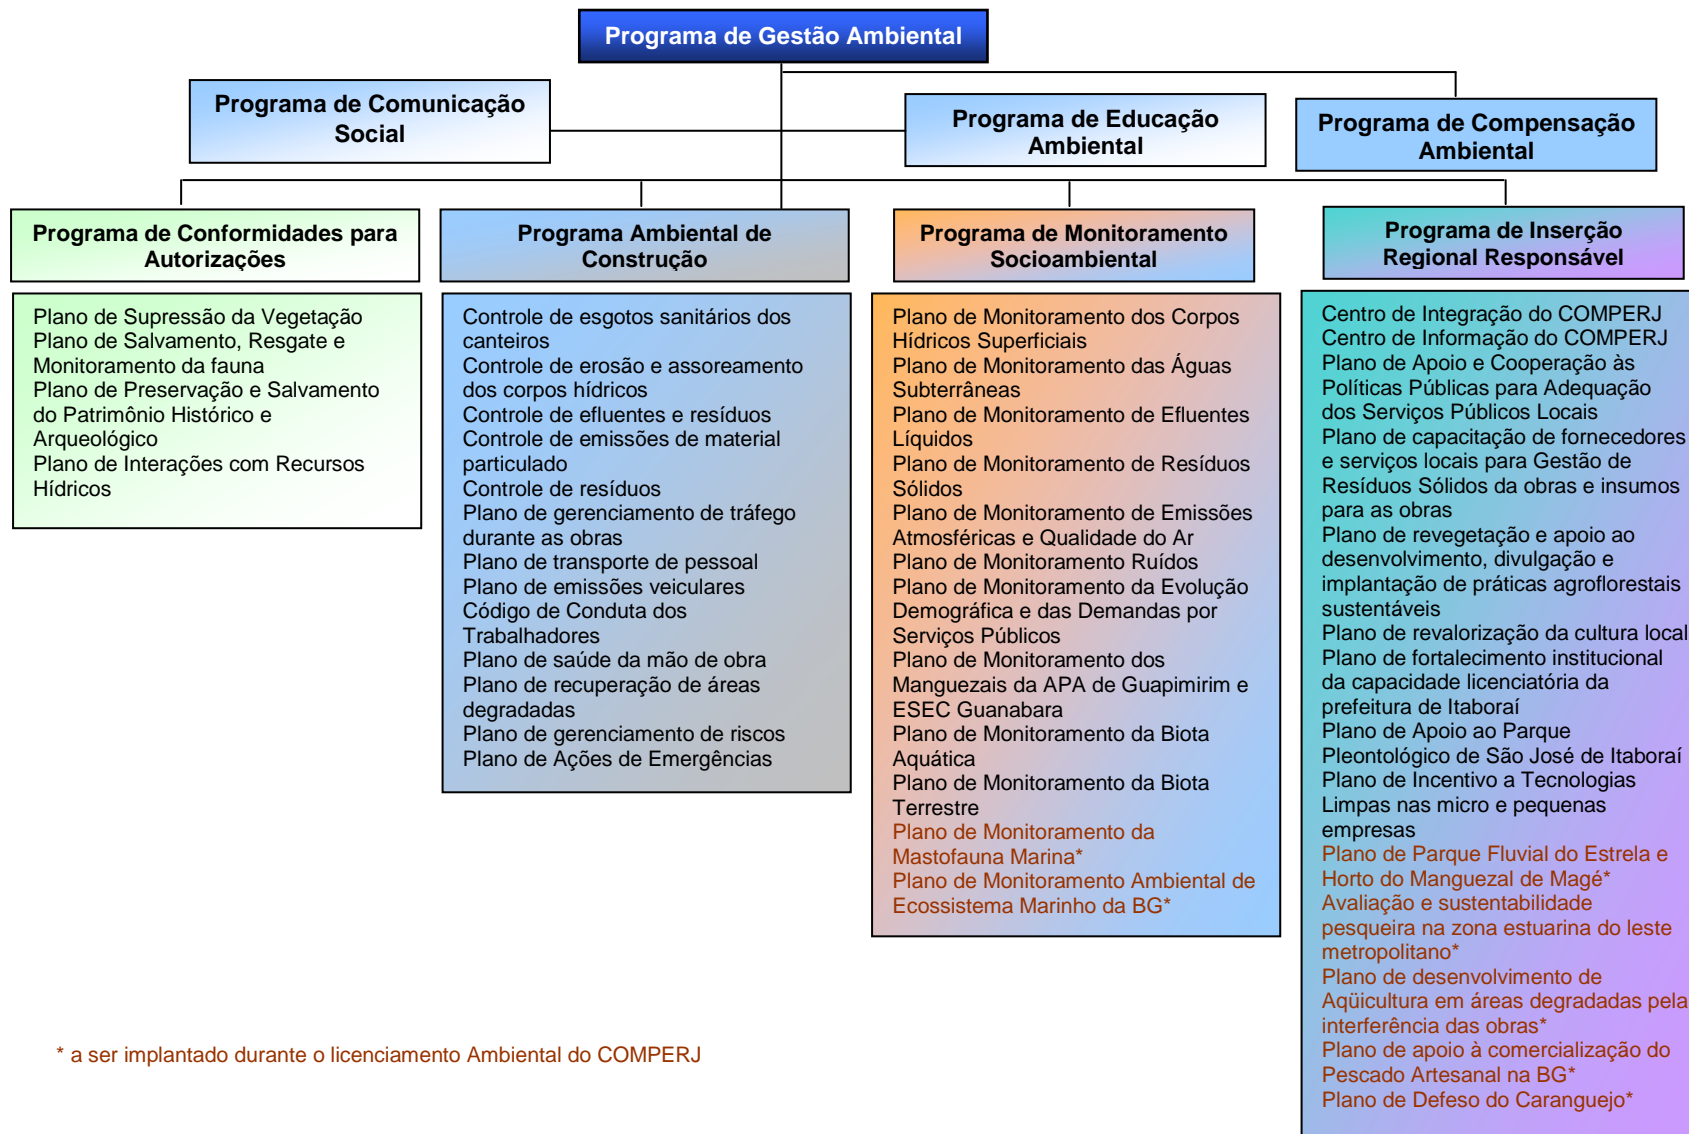 Programa de Gestão Ambiental
Programa de Comunicação
Social
Programa de Educação
Ambiental
Programa de Compensação
Ambiental
Programa de Conformidades para
Autorizações
Plano de Supressão da Vegetação
Plano de Salvamento, Resgate e
Monitoramento da fauna
Plano de Preservação e Salvamento
do Patrimônio Histórico e
Arqueológico
Plano de Interações com Recursos
Hídricos
Programa Ambiental de
Construção
Controle de esgotos sanitários dos
canteiros
Controle de erosão e assoreamento
dos corpos hídricos
Controle de efluentes e resíduos
Controle de emissões de material
particulado
Controle de resíduos
Plano de gerenciamento de tráfego
durante as obras
Plano de transporte de pessoal
Plano de emissões veiculares
Código de Conduta dos
Trabalhadores
Plano de saúde da mão de obra
Plano de recuperação de áreas
degradadas
Plano de gerenciamento de riscos
Plano de Ações de Emergências
Programa de Monitoramento
Socioambiental
Plano de Monitoramento dos Corpos
Hídricos Superficiais
Plano de Monitoramento das Águas
Subterrâneas
Plano de Monitoramento de Efluentes
Líquidos
Plano de Monitoramento de Resíduos
Sólidos
Plano de Monitoramento de Emissões
Atmosféricas e Qualidade do Ar
Plano de Monitoramento Ruídos
Plano de Monitoramento da Evolução
Demográfica e das Demandas por
Serviços Públicos
Plano de Monitoramento dos
Manguezais da APA de Guapimirim e
ESEC Guanabara
Plano de Monitoramento da Biota
Aquática
Plano de Monitoramento da Biota
Terrestre
Plano de Monitoramento da
Mastofauna Marina*
Plano de Monitoramento Ambiental de
Ecossistema Marinho da BG*
Programa de Inserção
Regional Responsável
Centro de Integração do COMPERJ
Centro de Informação do COMPERJ
Plano de Apoio e Cooperação às
Políticas Públicas para Adequação
dos Serviços Públicos Locais
Plano de capacitação de fornecedores
e serviços locais para Gestão de
Resíduos Sólidos da obras e insumos
para as obras
Plano de revegetação e apoio ao
desenvolvimento, divulgação e
implantação de práticas agroflorestais
sustentáveis
Plano de revalorização da cultura local
Plano de fortalecimento institucional
da capacidade licenciatória da
prefeitura de Itaboraí
Plano de Apoio ao Parque
Pleontológico de São José de Itaboraí
Plano de Incentivo a Tecnologias
Limpas nas micro e pequenas
empresas
Plano de Parque Fluvial do Estrela e
Horto do Manguezal de Magé*
Avaliação e sustentabilidade
pesqueira na zona estuarina do leste
metropolitano*
Plano de desenvolvimento de
Aqüicultura em áreas degradadas pela
interferência das obras*
Plano de apoio à comercialização do
Pescado Artesanal na BG*
Plano de Defeso do Caranguejo*
* a ser implantado durante o licenciamento Ambiental do COMPERJ